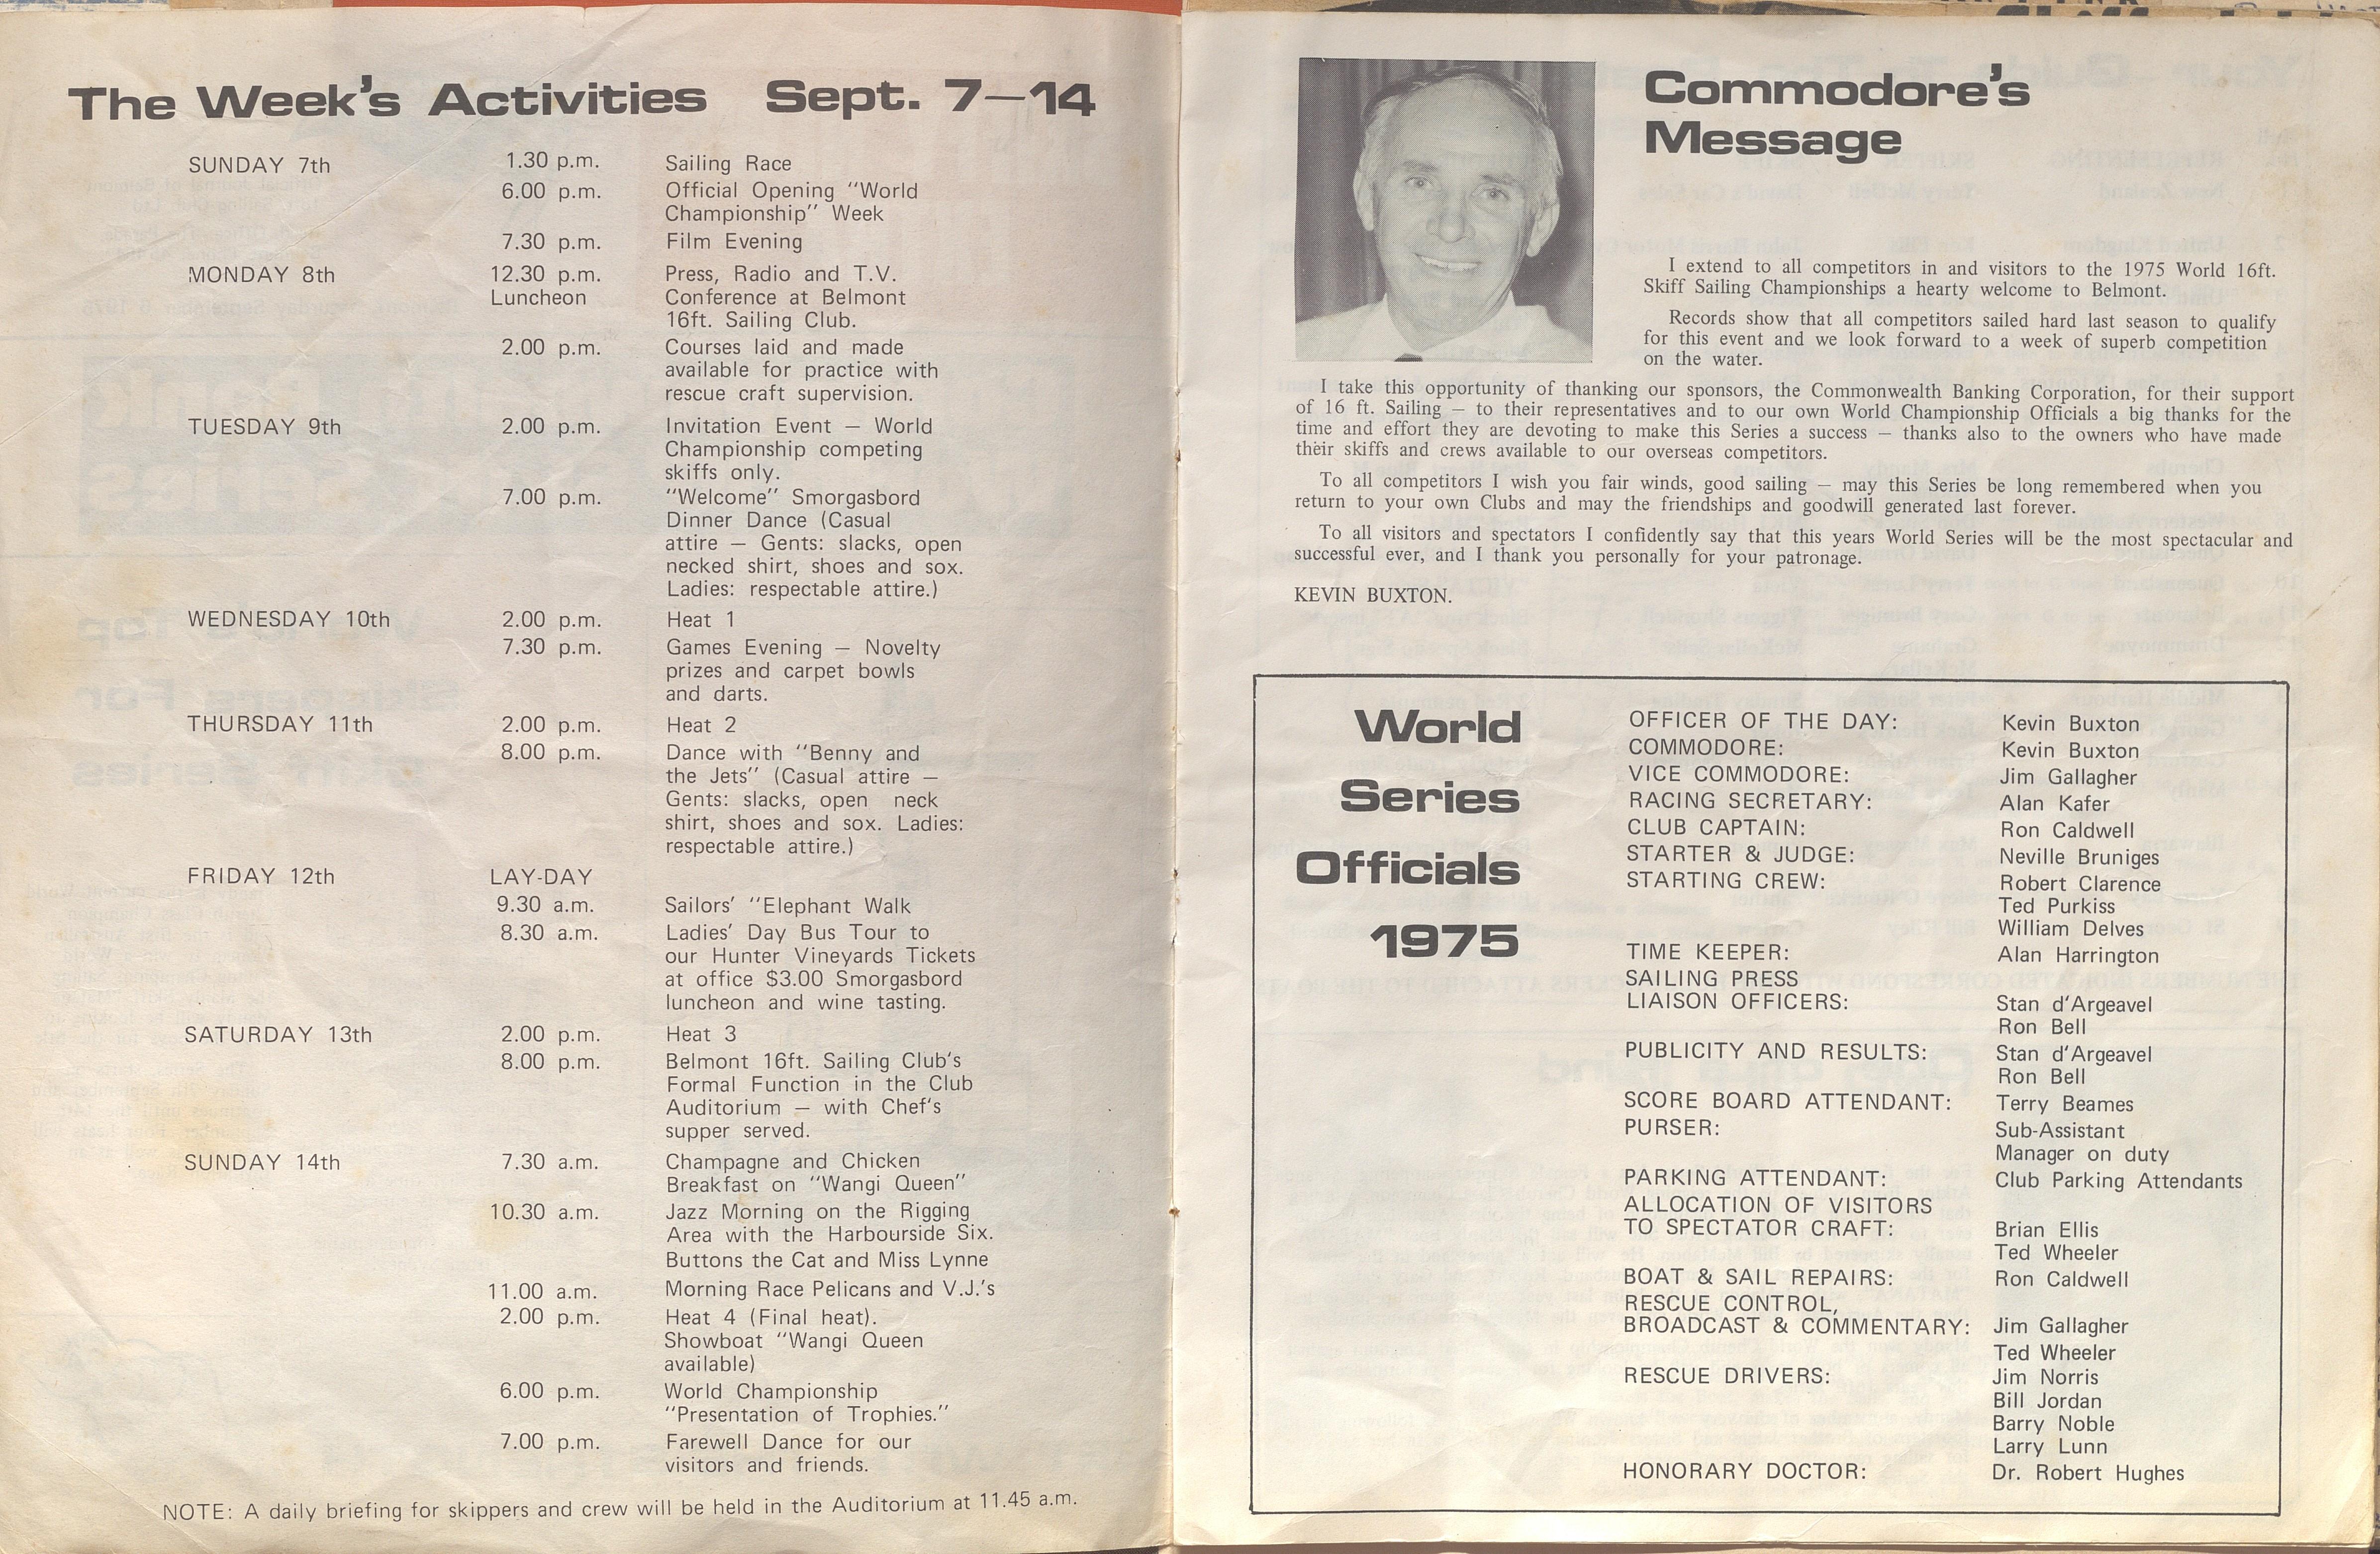 The Week's Activities Sept. 7—14
SUNDAY 7th 1.30 p.m. Sailing Race
6.00 p.m. Official Opening "World
Championship" Week
7.30 p.m. Film Evening
MONDAY 8th 12.30 p.m. Press, Radio and T.V.
Luncheon Conference at Belmont
16ft. Sailing Club.
2.00 p.m. Courses laid and made
available for practice with
rescue craft supervision.
TUESDAY 9th 2.00 p.m. Invitation Event — World
Championship competing
skiffs only.
7.00 p.m. "Welcome" Smorgasbord
Dinner Dance (Casual
attire — Gents: slacks, open
necked shirt, shoes and sox.
Ladies: respectable attire.)
WEDNESDAY 10th 2.00 p.m. Heat 1
7.30 p.m. Games Evening — Novelty
prizes and carpet bowls
and darts.
THURSDAY 11th 2.00 p.m. Heat 2
8.00 p.m. Dance with "Benny and
the Jets" (Casual attire —
Gents: slacks, open neck
shirt, shoes and sox. Ladies:
respectable attire.)
FRIDAY 12th LAY-DAY
9.30 a.m. Sailors' "Elephant Walk
8.30 a.m. Ladies' Day Bus Tour to
our Hunter Vineyards Tickets
at office $3.00 Smorgasbord
luncheon and wine tasting.
SATURDAY 13th 2.00 p.m. Heat 3
8.00 p.m. Belmont 16ft. Sailing Club's
Formal Function in the Club
Auditorium — with Chef's
supper served.
SUNDAY 14th 7.30 a.m. Champagne and Chicken
Breakfast on "Wangi Queen"
10.30 a.m. Jazz Morning on the Rigging
Area with the Harbourside Six.
Buttons the Cat and Miss Lynne
11.00 a.m. Morning Race Pelicans and V.J.'s
2.00 p.m. Heat 4 (Final heat).
Showboat "Wangi Queen
available)
6.00 p.m. World Championship
"Presentation of Trophies."
7.00 p.m. Farewell Dance for our
visitors and friends.
NOTE: A daily briefing for skippers and crew will be held in the Auditorium at 11.45 a.m.
Commodore's
Message
I extend to all competitors in and visitors to the 1975 World 16ft.
Skiff Sailing Championships a hearty welcome to Belmont.
Records show that all competitors sailed hard last season to qualify
for this event and we look forward to a week of superb competition
on the water.
I take this opportunity of thanking our sponsors, the Commonwealth Banking Corporation, for their support
of 16 ft. Sailing — to their representatives and to our own World Championship Officials a big thanks for the
time and effort they are devoting to make this Series a success — thanks also to the owners who have made
their skiffs and crews available to our overseas competitors.
To all competitors I wish you fair winds, good sailing — may this Series be long remembered when you
return to your own Clubs and may the friendships and goodwill generated last forever.
To all visitors and spectators I confidently say that this years World Series will be the most spectacular and
successful ever, and I thank you personally for your patronage.
KEVIN BUXTON.
World
Series
Officials
1975
OFFICER OF THE DAY: Kevin Buxton
COMMODORE: Kevin Buxton
VICE COMMODORE: Jim Gallagher
RACING SECRETARY: Alan Kafer
CLUB CAPTAIN: Ron Caldwell
STARTER & JUDGE: Neville Bruniges
STARTING CREW: Robert Clarence
Ted Purkiss
William Delves
TIME KEEPER: Alan Harrington
SAILING PRESS
LIAISON OFFICERS: Stan d'Argeavel
Ron Bell
PUBLICITY AND RESULTS: Stan d'Argeavel
Ron Bell
SCORE BOARD ATTENDANT: Terry Beames
PURSER: Sub-Assistant
Manager on duty
PARKING ATTENDANT: Club Parking Attendants
ALLOCATION OF VISITORS
TO SPECTATOR CRAFT: Brian Ellis
Ted Wheeler
BOAT & SAIL REPAIRS: Ron Caldwell
RESCUE CONTROL,
BROADCAST & COMMENTARY: Jim Gallagher
Ted Wheeler
RESCUE DRIVERS: Jim Norris
Bill Jordan
Barry Noble
Larry Lunn
HONORARY DOCTOR: Dr. Robert Hughes